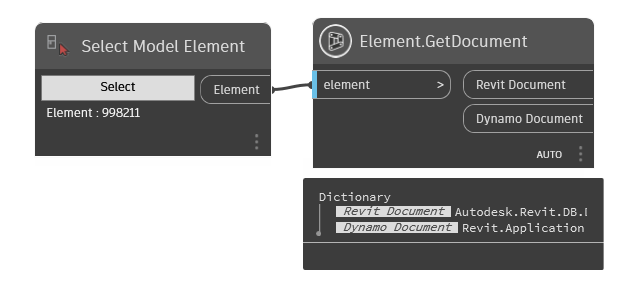 Select Model Element
Select
Element
Element : 998211
Element.GetDocument
element >
Revit Document
Dynamo Document
AUTO
Dictionary
Revit Document Autodesk.Revit.DB.
Dynamo Document Revit.Application